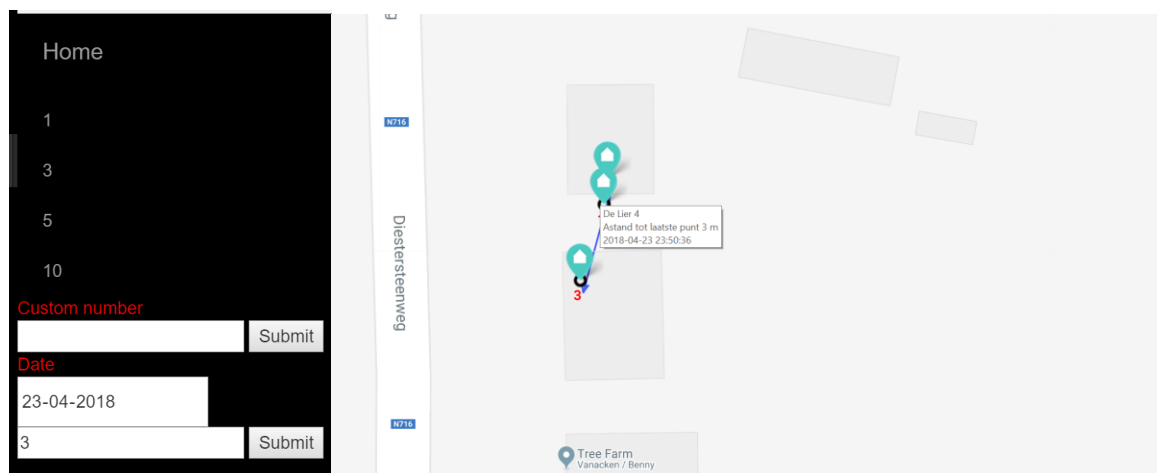 Home
1
3
5
10
Custom number
Submit
Date
23-04-2018
3
Submit
N716
De Lier 4
Astand tot laatste punt 3 m
2018-04-23 23:50:36
Diestersteenweg
3
N716
Tree Farm
Vanacken / Benny